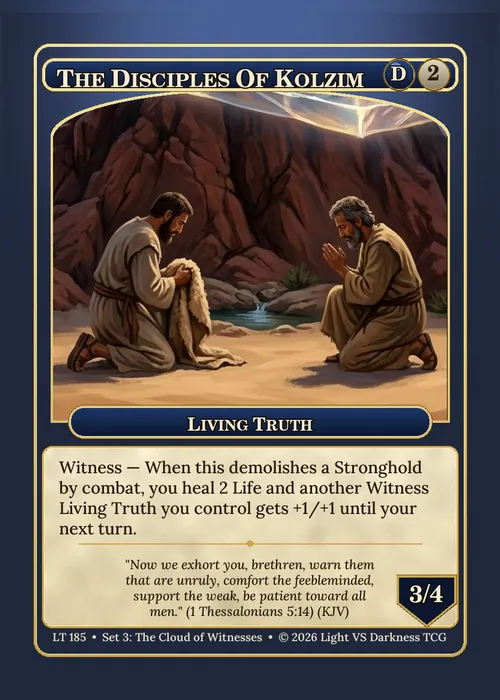 The Disciples Of Kolzim D 2
Living Truth
Witness — When this demolishes a Stronghold
by combat, you heal 2 Life and another Witness
Living Truth you control gets +1/+1 until your
next turn.
"Now we exhort you, brethren, warn them
that are unruly, comfort the feebleminded,
support the weak, be patient toward all
men." (1 Thessalonians 5:14) (KJV)
3/4
LT 185 • Set 3: The Cloud of Witnesses • © 2026 Light VS Darkness TCG